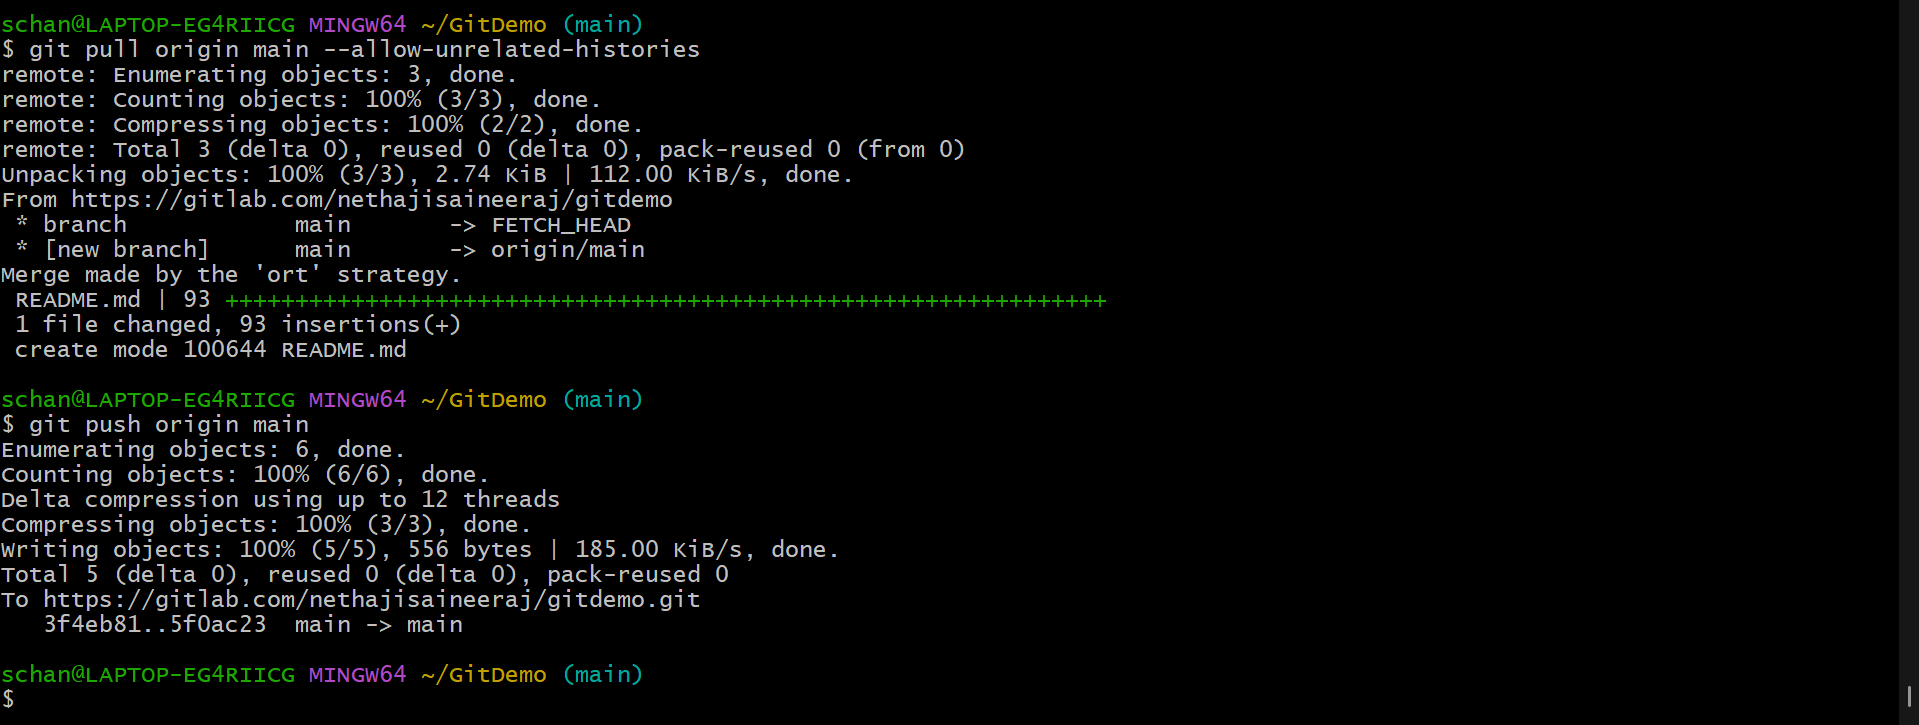 schan@LAPTOP-EG4RIICG MINGW64 ~/GitDemo (main)
$ git pull origin main --allow-unrelated-histories
remote: Enumerating objects: 3, done.
remote: Counting objects: 100% (3/3), done.
remote: Compressing objects: 100% (2/2), done.
remote: Total 3 (delta 0), reused 0 (delta 0), pack-reused 0 (from 0)
Unpacking objects: 100% (3/3), 2.74 KiB | 112.00 KiB/s, done.
From https://gitlab.com/nethajisaineeraj/gitdemo
 * branch            main       -> FETCH_HEAD
 * [new branch]      main       -> origin/main
Merge made by the 'ort' strategy.
 README.md | 93 +++++++++++++++++++++++++++++++++++++++++++++++++++++++++++++++
 1 file changed, 93 insertions(+)
 create mode 100644 README.md

schan@LAPTOP-EG4RIICG MINGW64 ~/GitDemo (main)
$ git push origin main
Enumerating objects: 6, done.
Counting objects: 100% (6/6), done.
Delta compression using up to 12 threads
Compressing objects: 100% (3/3), done.
Writing objects: 100% (5/5), 556 bytes | 185.00 KiB/s, done.
Total 5 (delta 0), reused 0 (delta 0), pack-reused 0
To https://gitlab.com/nethajisaineeraj/gitdemo.git
   3f4eb81..5f0ac23  main -> main

schan@LAPTOP-EG4RIICG MINGW64 ~/GitDemo (main)
$